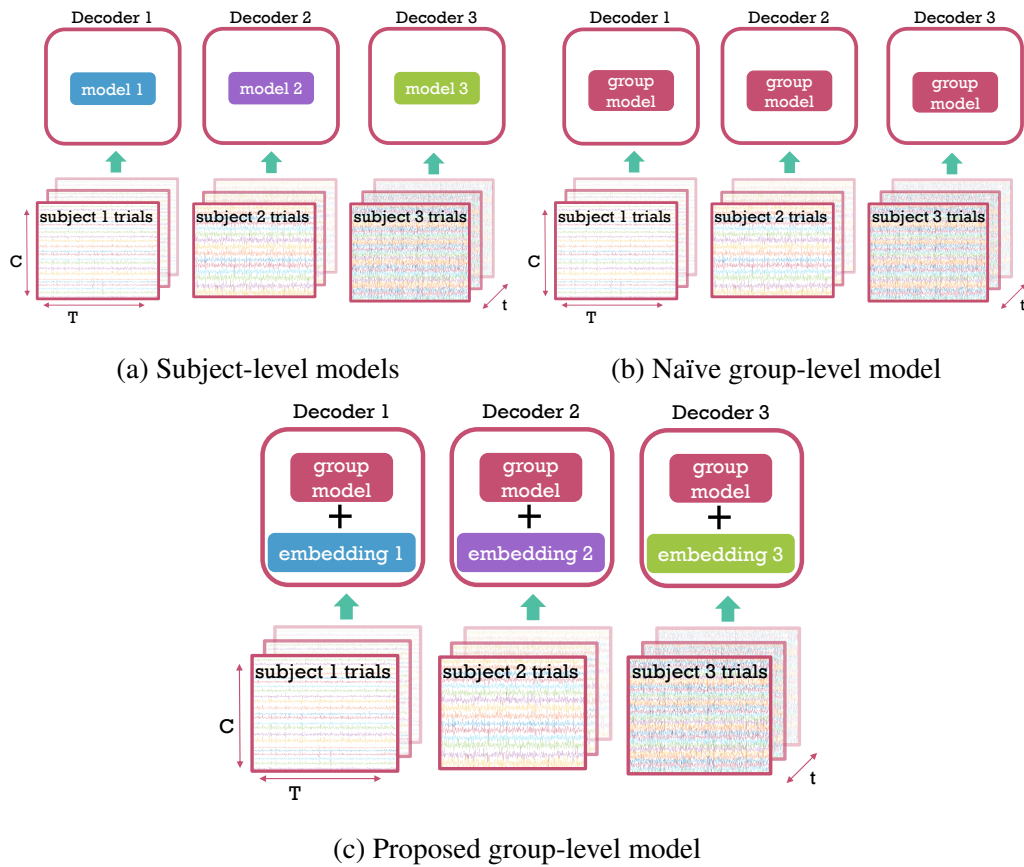 Decoder 1
Decoder 2
Decoder 3
model 1
model 2
model 3
subject 1 trials
subject 2 trials
subject 3 trials
C
T
t
(a) Subject-level models
Decoder 1
Decoder 2
Decoder 3
group
model
group
model
group
model
subject 1 trials
subject 2 trials
subject 3 trials
C
T
t
(b) Naïve group-level model
Decoder 1
Decoder 2
Decoder 3
group
model
+
embedding 1
group
model
+
embedding 2
group
model
+
embedding 3
subject 1 trials
subject 2 trials
subject 3 trials
C
T
t
(c) Proposed group-level model